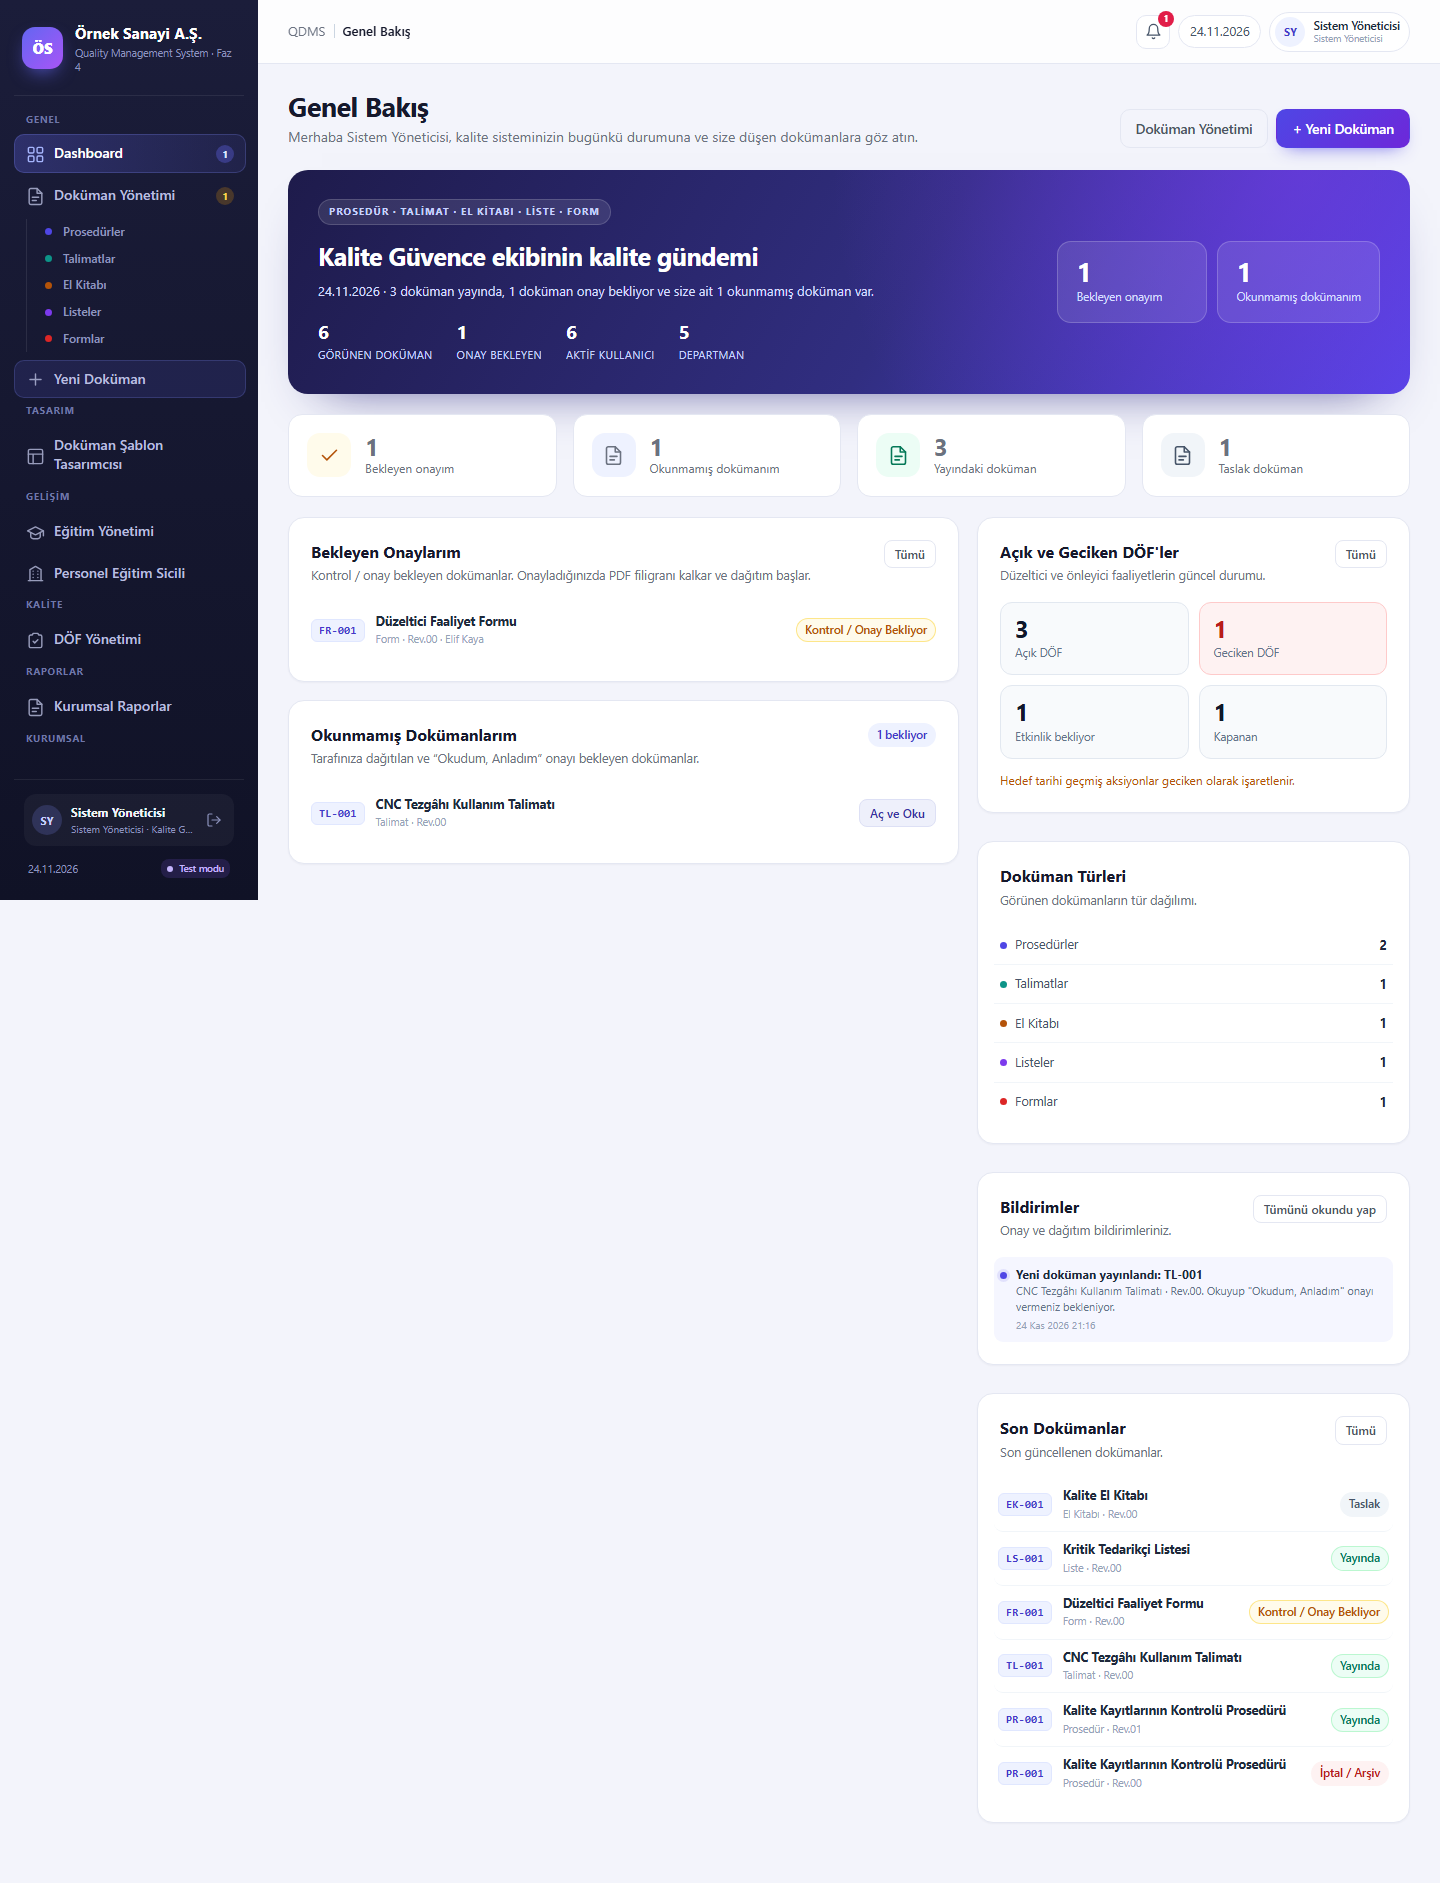 ÖS
Örnek Sanayi A.Ş.
Quality Management System · Faz
4
GENEL
Dashboard
1
Doküman Yönetimi
1
Prosedürler
Talimatlar
El Kitabı
Listeler
Formlar
Yeni Doküman
TASARIM
Doküman Şablon
Tasarımcısı
GELİŞİM
Eğitim Yönetimi
Personel Eğitim Sicili
KALİTE
DÖF Yönetimi
RAPORLAR
Kurumsal Raporlar
KURUMSAL
SY
Sistem Yöneticisi
Sistem Yöneticisi · Kalite G...
24.11.2026
Test modu
QDMS
Genel Bakış
1
24.11.2026
SY
Sistem Yöneticisi
Sistem Yöneticisi
Genel Bakış
Merhaba Sistem Yöneticisi, kalite sisteminizin bugünkü durumuna ve size düşen dokümanlara göz atın.
Doküman Yönetimi
+ Yeni Doküman
PROSEDÜR · TALİMAT · EL KİTABI · LİSTE · FORM
Kalite Güvence ekibinin kalite gündemi
24.11.2026 · 3 doküman yayında, 1 doküman onay bekliyor ve size ait 1 okunmamış doküman var.
6
GÖRÜNEN DOKÜMAN
1
ONAY BEKLEYEN
6
AKTİF KULLANICI
5
DEPARTMAN
1
Bekleyen onayım
1
Okunmamış dokümanım
1
Bekleyen onayım
1
Okunmamış dokümanım
3
Yayındaki doküman
1
Taslak doküman
Bekleyen Onaylarım
Tümü
Kontrol / onay bekleyen dokümanlar. Onayladığınızda PDF filigranı kalkar ve dağıtım başlar.
FR-001
Düzeltici Faaliyet Formu
Form · Rev.00 · Elif Kaya
Kontrol / Onay Bekliyor
Okunmamış Dokümanlarım
1 bekliyor
Tarafınıza dağıtılan ve "Okudum, Anladım" onayı bekleyen dokümanlar.
TL-001
CNC Tezgâhı Kullanım Talimatı
Talimat · Rev.00
Aç ve Oku
Açık ve Geciken DÖF'ler
Tümü
Düzeltici ve önleyici faaliyetlerin güncel durumu.
3
Açık DÖF
1
Geciken DÖF
1
Etkinlik bekliyor
1
Kapanan
Hedef tarihi geçmiş aksiyonlar geciken olarak işaretlenir.
Doküman Türleri
Görünen dokümanların tür dağılımı.
Prosedürler 2
Talimatlar 1
El Kitabı 1
Listeler 1
Formlar 1
Bildirimler
Tümünü okundu yap
Onay ve dağıtım bildirimleriniz.
Yeni doküman yayınlandı: TL-001
CNC Tezgâhı Kullanım Talimatı · Rev.00. Okuyup "Okudum, Anladım" onayı
vermeniz bekleniyor.
24 Kas 2026 21:16
Son Dokümanlar
Tümü
Son güncellenen dokümanlar.
EK-001
Kalite El Kitabı
El Kitabı · Rev.00
Taslak
LS-001
Kritik Tedarikçi Listesi
Liste · Rev.00
Yayında
FR-001
Düzeltici Faaliyet Formu
Form · Rev.00
Kontrol / Onay Bekliyor
TL-001
CNC Tezgâhı Kullanım Talimatı
Talimat · Rev.00
Yayında
PR-001
Kalite Kayıtlarının Kontrolü Prosedürü
Prosedür · Rev.01
Yayında
PR-001
Kalite Kayıtlarının Kontrolü Prosedürü
Prosedür · Rev.00
İptal / Arşiv